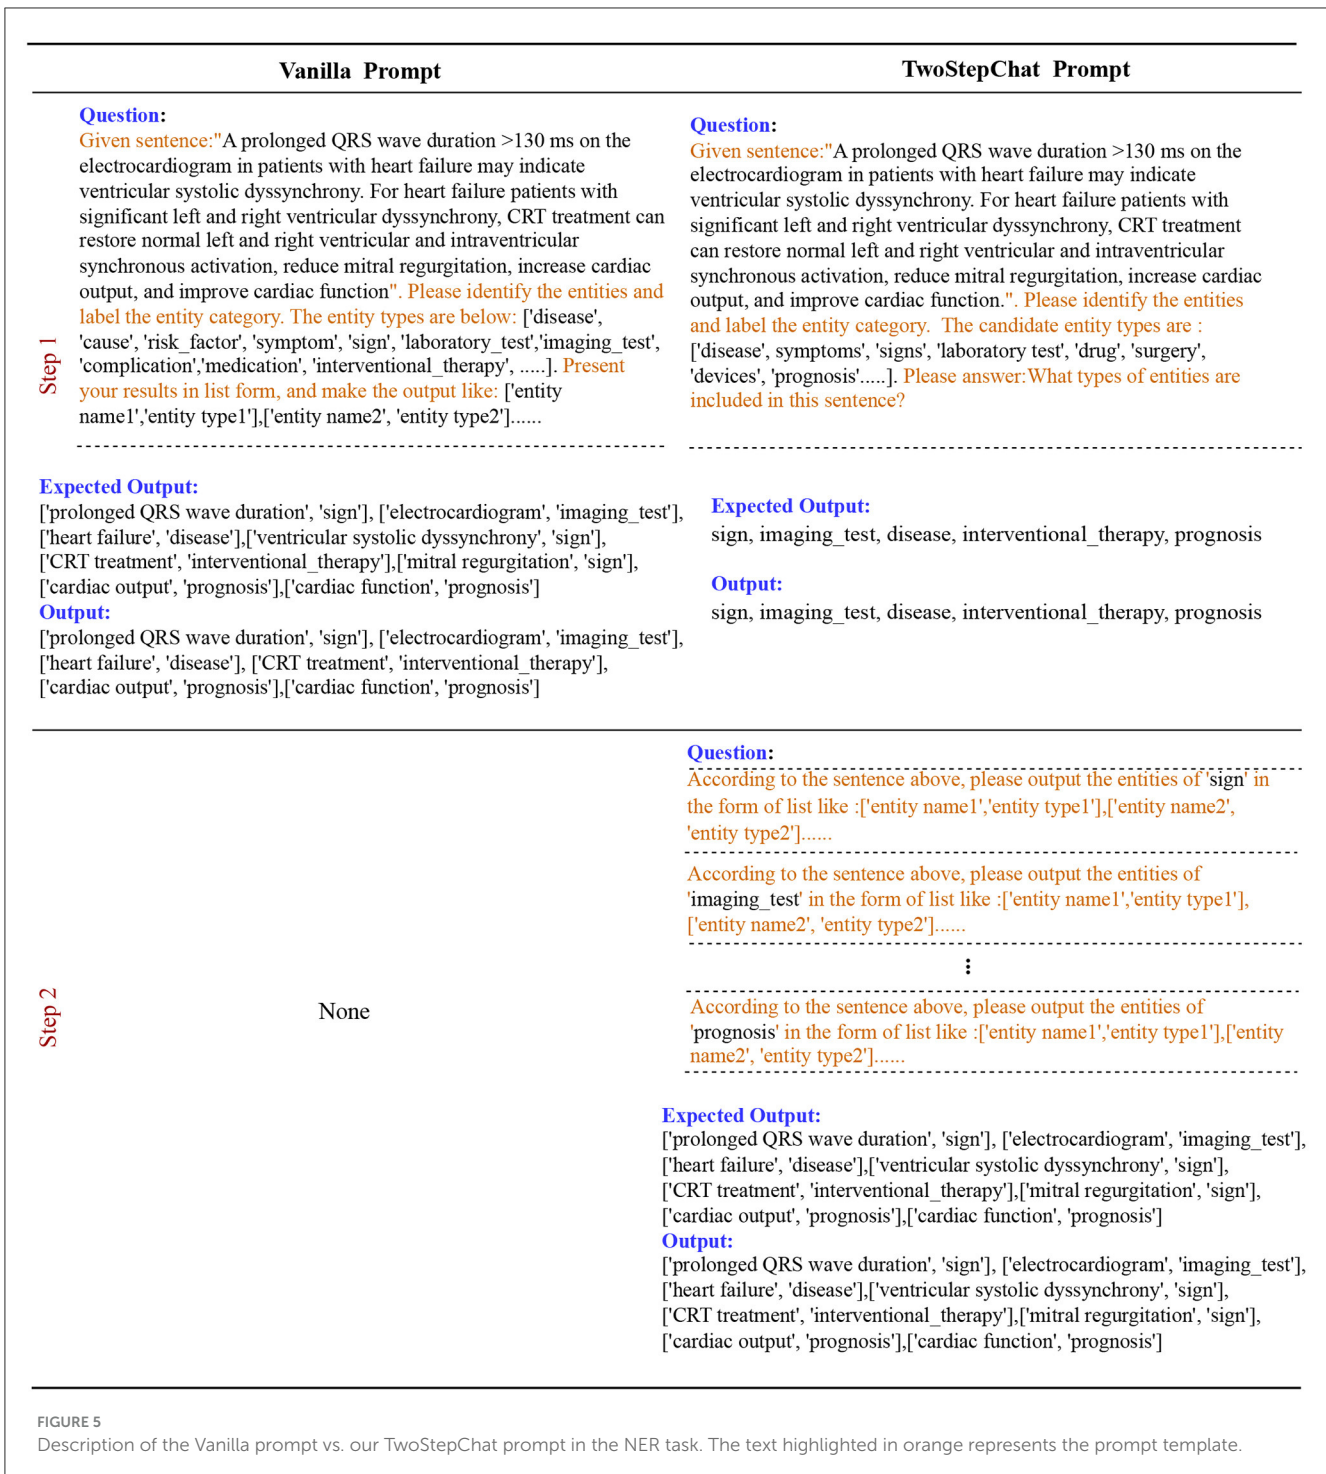 Vanilla Prompt
TwoStepChat Prompt
Step 1
Question:
Given sentence:"A prolonged QRS wave duration >130 ms on the
electrocardiogram in patients with heart failure may indicate
ventricular systolic dyssynchrony. For heart failure patients with
significant left and right ventricular dyssynchrony, CRT treatment can
restore normal left and right ventricular and intraventricular
synchronous activation, reduce mitral regurgitation, increase cardiac
output, and improve cardiac function". Please identify the entities and
label the entity category. The entity types are below: ['disease',
'cause', 'risk_factor', 'symptom', 'sign', 'laboratory_test','imaging_test',
'complication','medication', 'interventional_therapy', .....]. Present
your results in list form, and make the output like: ['entity
name1','entity type1'],['entity name2', 'entity type2']......
Expected Output:
['prolonged QRS wave duration', 'sign'], ['electrocardiogram', 'imaging_test'],
['heart failure', 'disease'],['ventricular systolic dyssynchrony', 'sign'],
['CRT treatment', 'interventional_therapy'],['mitral regurgitation', 'sign'],
['cardiac output', 'prognosis'],['cardiac function', 'prognosis']
Output:
['prolonged QRS wave duration', 'sign'], ['electrocardiogram', 'imaging_test'],
['heart failure', 'disease'], ['CRT treatment', 'interventional_therapy'],
['cardiac output', 'prognosis'],['cardiac function', 'prognosis']
Question:
Given sentence:"A prolonged QRS wave duration >130 ms on the
electrocardiogram in patients with heart failure may indicate
ventricular systolic dyssynchrony. For heart failure patients with
significant left and right ventricular dyssynchrony, CRT treatment
can restore normal left and right ventricular and intraventricular
synchronous activation, reduce mitral regurgitation, increase cardiac
output, and improve cardiac function.". Please identify the entities
and label the entity category.  The candidate entity types are :
['disease', symptoms', 'signs', 'laboratory test', 'drug', 'surgery',
'devices', 'prognosis'.....]. Please answer:What types of entities are
included in this sentence?
Expected Output:
sign, imaging_test, disease, interventional_therapy, prognosis
Output:
sign, imaging_test, disease, interventional_therapy, prognosis
Step 2
None
Question:
According to the sentence above, please output the entities of 'sign' in
the form of list like :['entity name1','entity type1'],['entity name2',
'entity type2']......
According to the sentence above, please output the entities of
'imaging_test' in the form of list like :['entity name1','entity type1'],
['entity name2', 'entity type2']......
According to the sentence above, please output the entities of
'prognosis' in the form of list like :['entity name1','entity type1'],['entity
name2', 'entity type2']......
Expected Output:
['prolonged QRS wave duration', 'sign'], ['electrocardiogram', 'imaging_test'],
['heart failure', 'disease'],['ventricular systolic dyssynchrony', 'sign'],
['CRT treatment', 'interventional_therapy'],['mitral regurgitation', 'sign'],
['cardiac output', 'prognosis'],['cardiac function', 'prognosis']
Output:
['prolonged QRS wave duration', 'sign'], ['electrocardiogram', 'imaging_test'],
['heart failure', 'disease'],['ventricular systolic dyssynchrony', 'sign'],
['CRT treatment', 'interventional_therapy'],['mitral regurgitation', 'sign'],
['cardiac output', 'prognosis'],['cardiac function', 'prognosis']
FIGURE 5
Description of the Vanilla prompt vs. our TwoStepChat prompt in the NER task. The text highlighted in orange represents the prompt template.